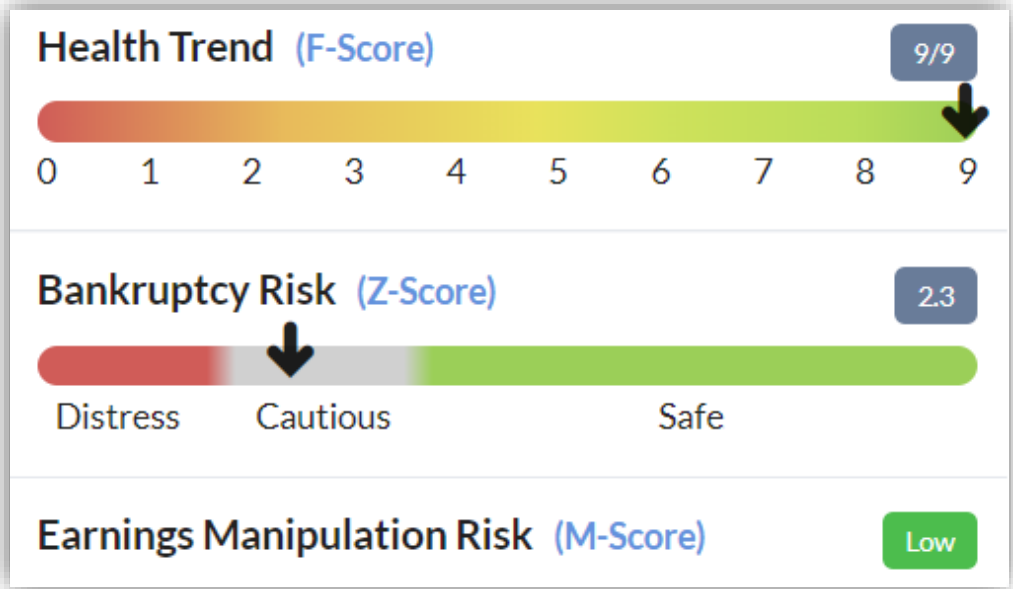 Health Trend (F-Score) 9/9
0 1 2 3 4 5 6 7 8 9
Bankruptcy Risk (Z-Score) 2.3
Distress Cautious Safe
Earnings Manipulation Risk (M-Score) Low